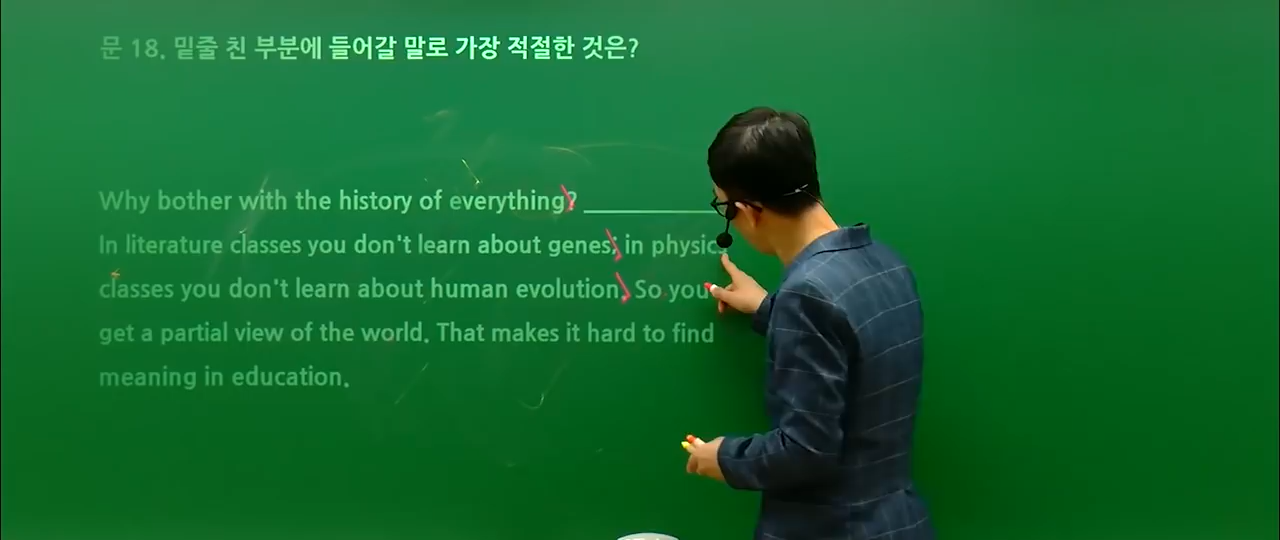 문 18. 밑줄 친 부분에 들어갈 말로 가장 적절한 것은?
Why bother with the history of everything? ____________
In literature classes you don't learn about genes; in physics
classes you don't learn about human evolution. So you
get a partial view of the world. That makes it hard to find
meaning in education.